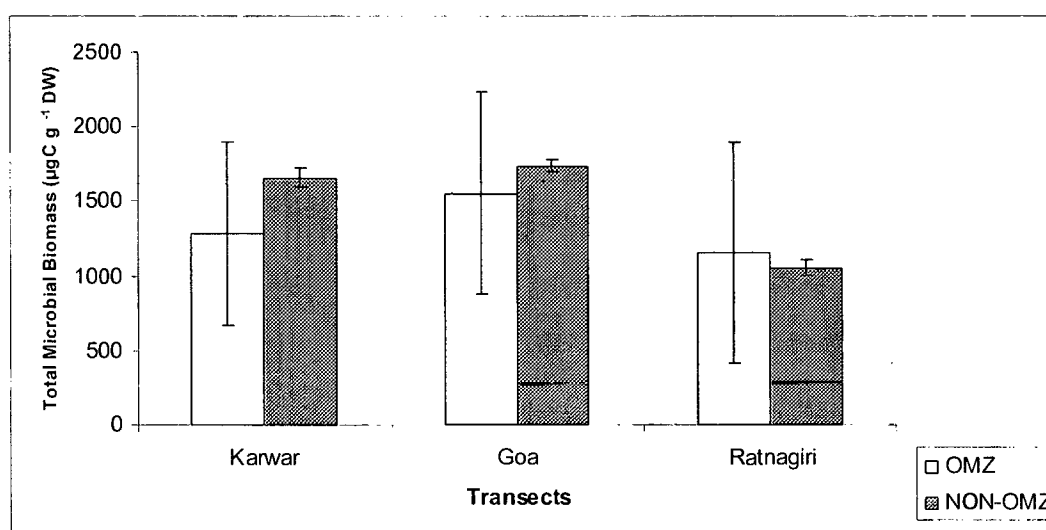 Total Microbial Biomass (µgC g -1 DW)
2500
2000
1500
1000
500
0
Karwar Goa Ratnagiri
Transects
OMZ
NON-OMZ